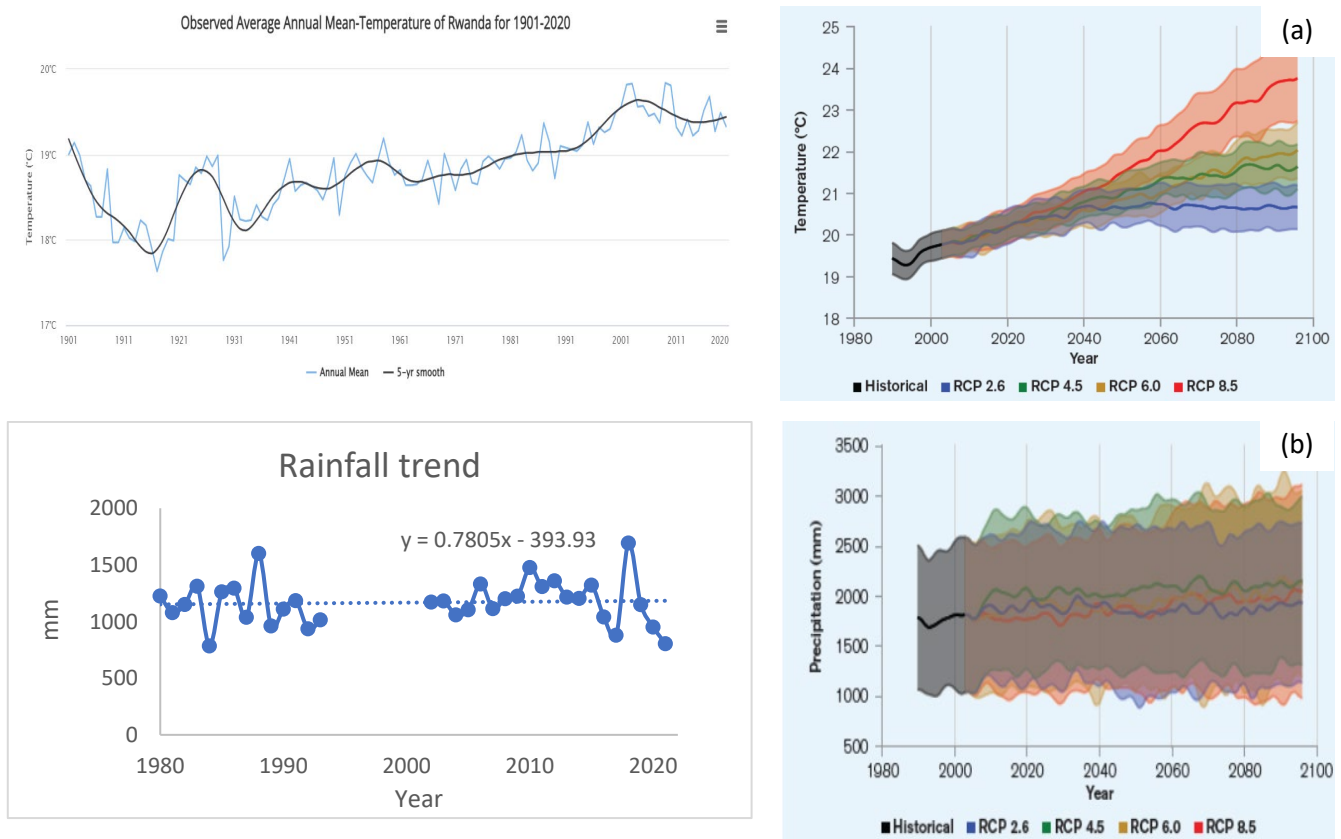 Observed Average Annual Mean-Temperature of Rwanda for 1901-2020
Temperature (°C)
20°C
19°C
18°C
17°C
1901 1911 1921 1931 1941 1951 1961 1971 1981 1991 2001 2011 2020
Annual Mean 5-yr smooth
(a)
Temperature (°C)
25
24
23
22
21
20
19
18
1980 2000 2020 2040 2060 2080 2100
Year
Historical RCP 2.6 RCP 4.5 RCP 6.0 RCP 8.5
Rainfall trend
y = 0.7805x - 393.93
mm
2000
1500
1000
500
0
1980 1990 2000 2010 2020
Year
(b)
Precipitation (mm)
3500
3000
2500
2000
1500
1000
500
1980 2000 2020 2040 2060 2080 2100
Year
Historical RCP 2.6 RCP 4.5 RCP 6.0 RCP 8.5